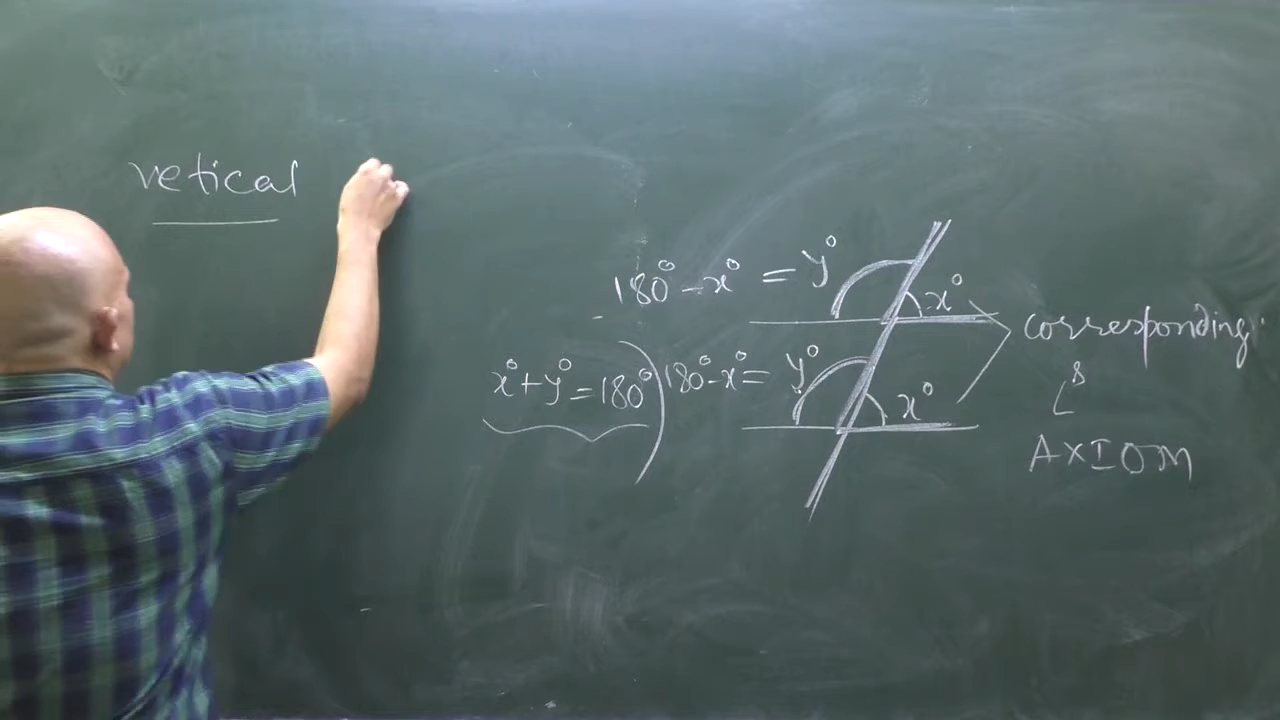 vetical
180° - x° = y°
x°
corresponding
x° + y° = 180°
180° - x° = y°
x°
AXIOM